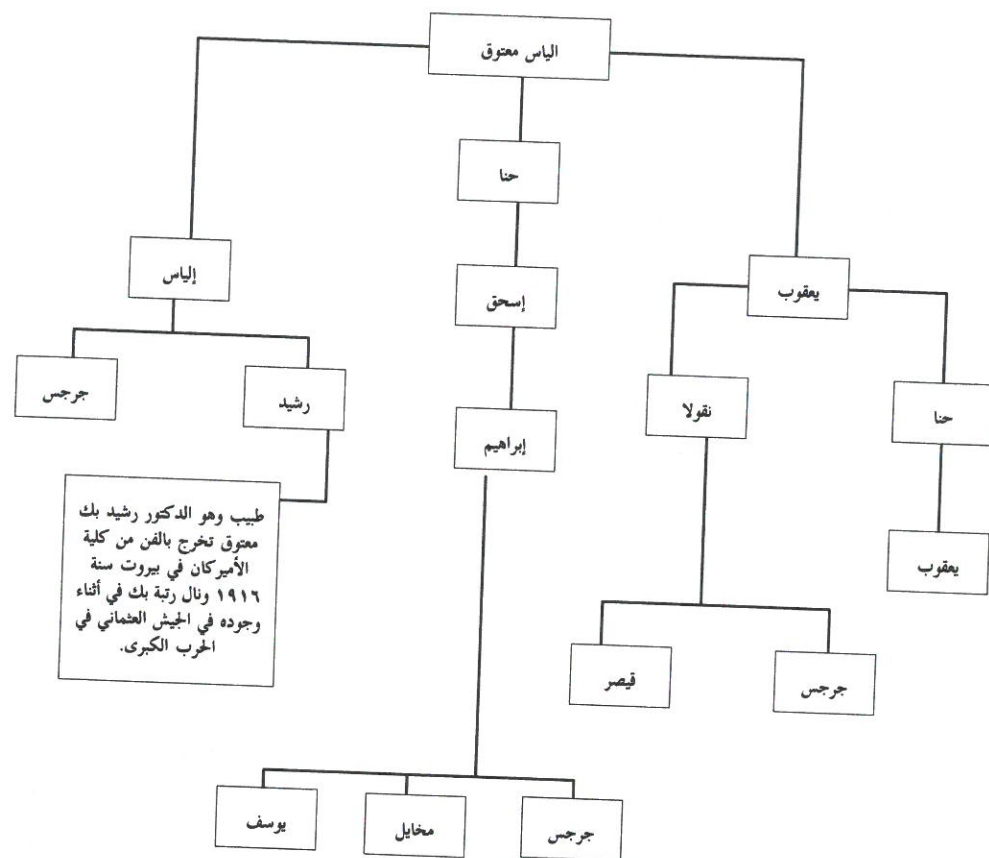 الياس معتوق
حنا
يعقوب
إلياس
إسحق
حنا
نقولا
إبراهيم
رشيد
جرجس
طبيب وهو الدكتور رشيد بك
معتوق تخرج بالفن من كلية
الأميركان في بيروت سنة
١٩١٦ ونال رتبة بك في أثناء
وجوده في الجيش العثماني في
الحرب الكبرى.
يعقوب
جرجس
قيصر
جرجس
مخايل
يوسف